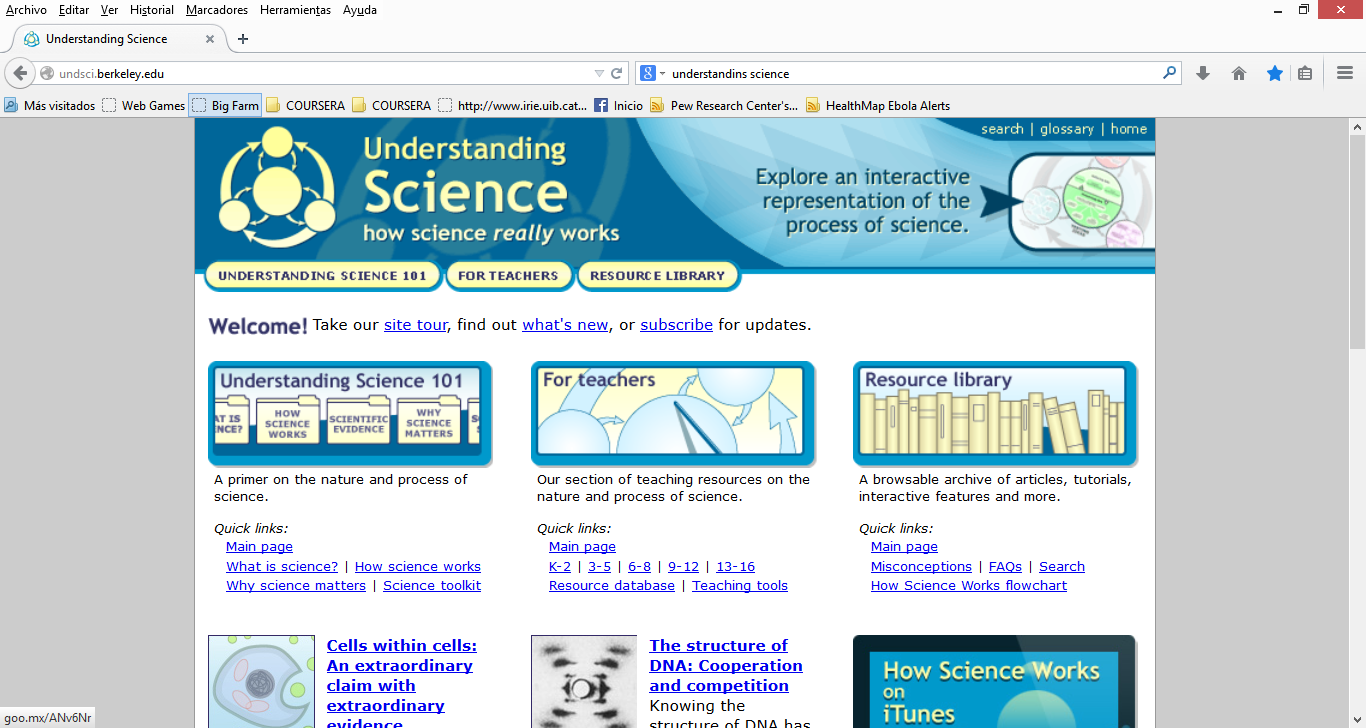 Archivo Editar Ver Historial Marcadores Herramientas Ayuda
Understanding Science
undsci.berkeley.edu
understandins science
Más visitados Web Games Big Farm COURSERA COURSERA http://www.irie.uib.cat... Inicio Pew Research Center's... HealthMap Ebola Alerts
search | glossary | home
Understanding
Science
how science really works
Explore an interactive
representation of the
process of science.
UNDERSTANDING SCIENCE 101 FOR TEACHERS RESOURCE LIBRARY
Welcome! Take our site tour, find out what's new, or subscribe for updates.
Understanding Science 101
AT IS
NCE?
HOW
SCIENCE
WORKS
SCIENTIFIC
EVIDENCE
WHY
SCIENCE
MATTERS
A primer on the nature and process of
science.
Quick links:
Main page
What is science? | How science works
Why science matters | Science toolkit
For teachers
Our section of teaching resources on the
nature and process of science.
Quick links:
Main page
K-2 | 3-5 | 6-8 | 9-12 | 13-16
Resource database | Teaching tools
Resource library
A browsable archive of articles, tutorials,
interactive features and more.
Quick links:
Main page
Misconceptions | FAQs | Search
How Science Works flowchart
Cells within cells:
An extraordinary
claim with
extraordinary
evidence
The structure of
DNA: Cooperation
and competition
Knowing the
structure of DNA has
How Science Works
on
iTunes
goo.mx/ANv6Nr